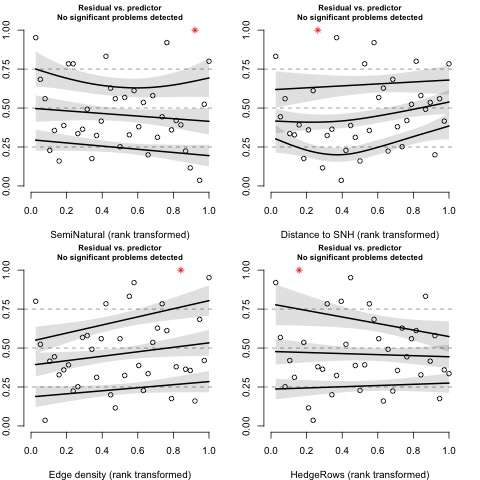 Residual vs. predictor
No significant problems detected
0.00 0.25 0.50 0.75 1.00
0.0 0.2 0.4 0.6 0.8 1.0
SemiNatural (rank transformed)
Residual vs. predictor
No significant problems detected
0.00 0.25 0.50 0.75 1.00
0.0 0.2 0.4 0.6 0.8 1.0
Distance to SNH (rank transformed)
Residual vs. predictor
No significant problems detected
0.00 0.25 0.50 0.75 1.00
0.0 0.2 0.4 0.6 0.8 1.0
Edge density (rank transformed)
Residual vs. predictor
No significant problems detected
0.00 0.25 0.50 0.75 1.00
0.0 0.2 0.4 0.6 0.8 1.0
HedgeRows (rank transformed)